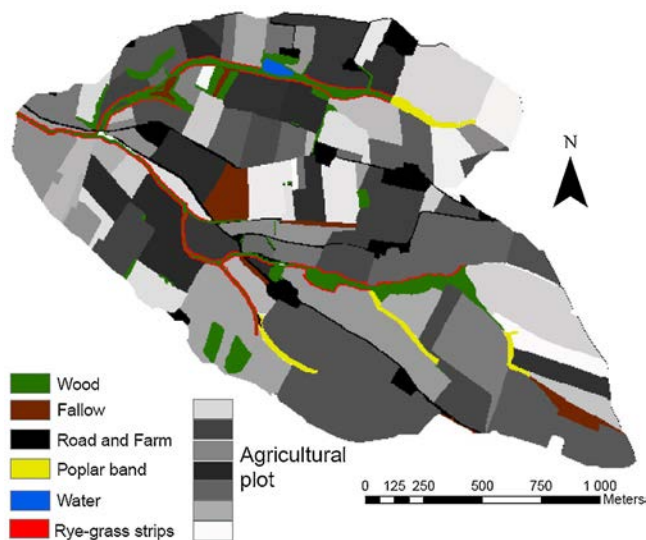 N
Wood
Fallow
Road and Farm
Poplar band
Water
Rye-grass strips
Agricultural
plot
0 125 250 500 750 1 000
Meters